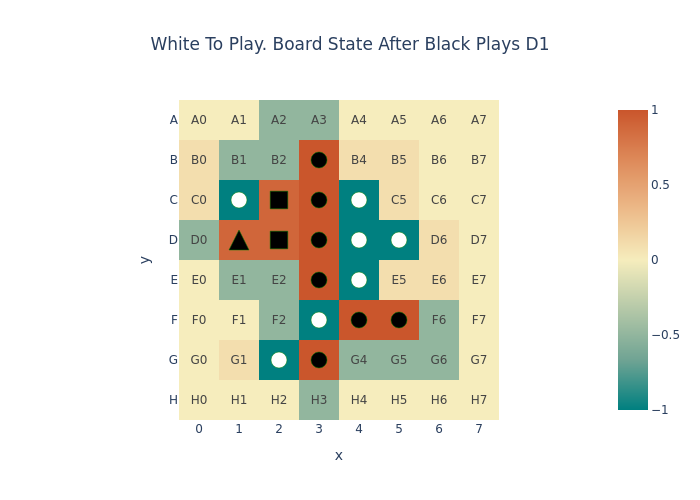 White To Play. Board State After Black Plays D1
A A0 A1 A2 A3 A4 A5 A6 A7
B B0 B1 B2 B4 B5 B6 B7
C C0 C5 C6 C7
D D0 D6 D7
E E0 E1 E2 E5 E6 E7
F F0 F1 F2 F6 F7
G G0 G1 G4 G5 G6 G7
H H0 H1 H2 H3 H4 H5 H6 H7
0 1 2 3 4 5 6 7
x
y
1
0.5
0
−0.5
−1